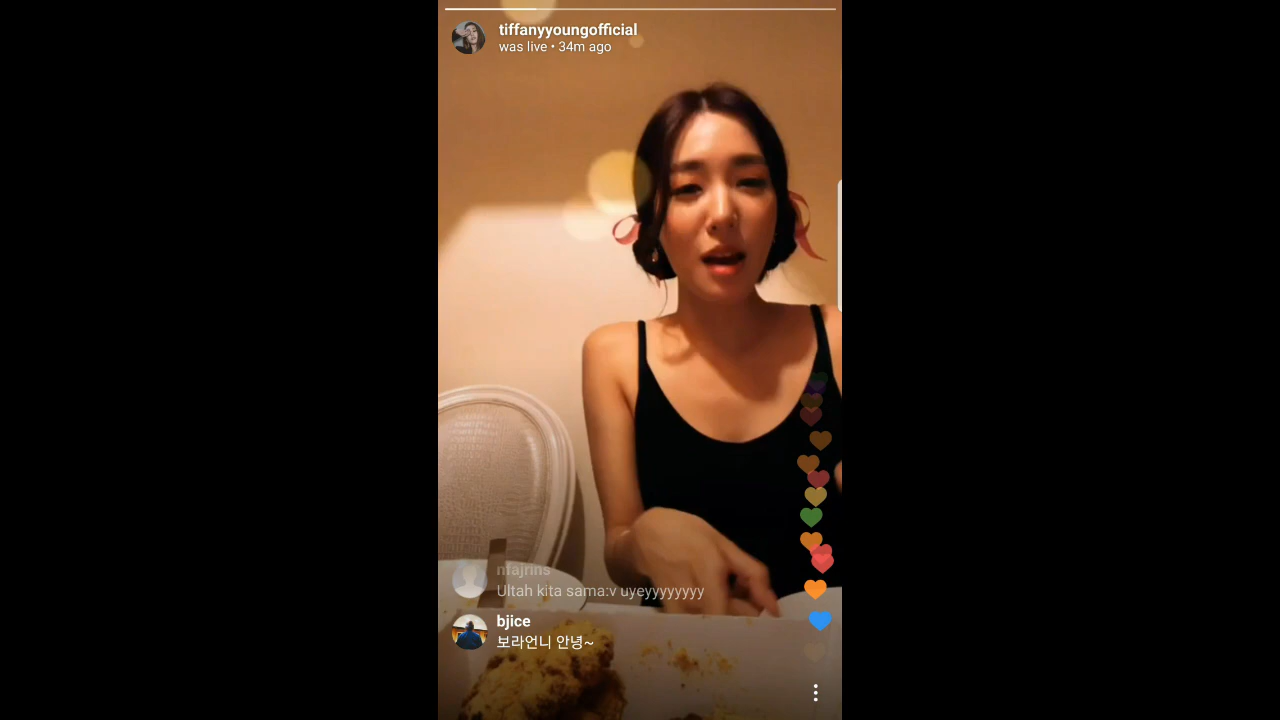 tiffanyyoungofficial
was live • 34m ago
nfajrins
Ultah kita sama:v uyeyyyyyyyy
bjice
보라언니 안녕~